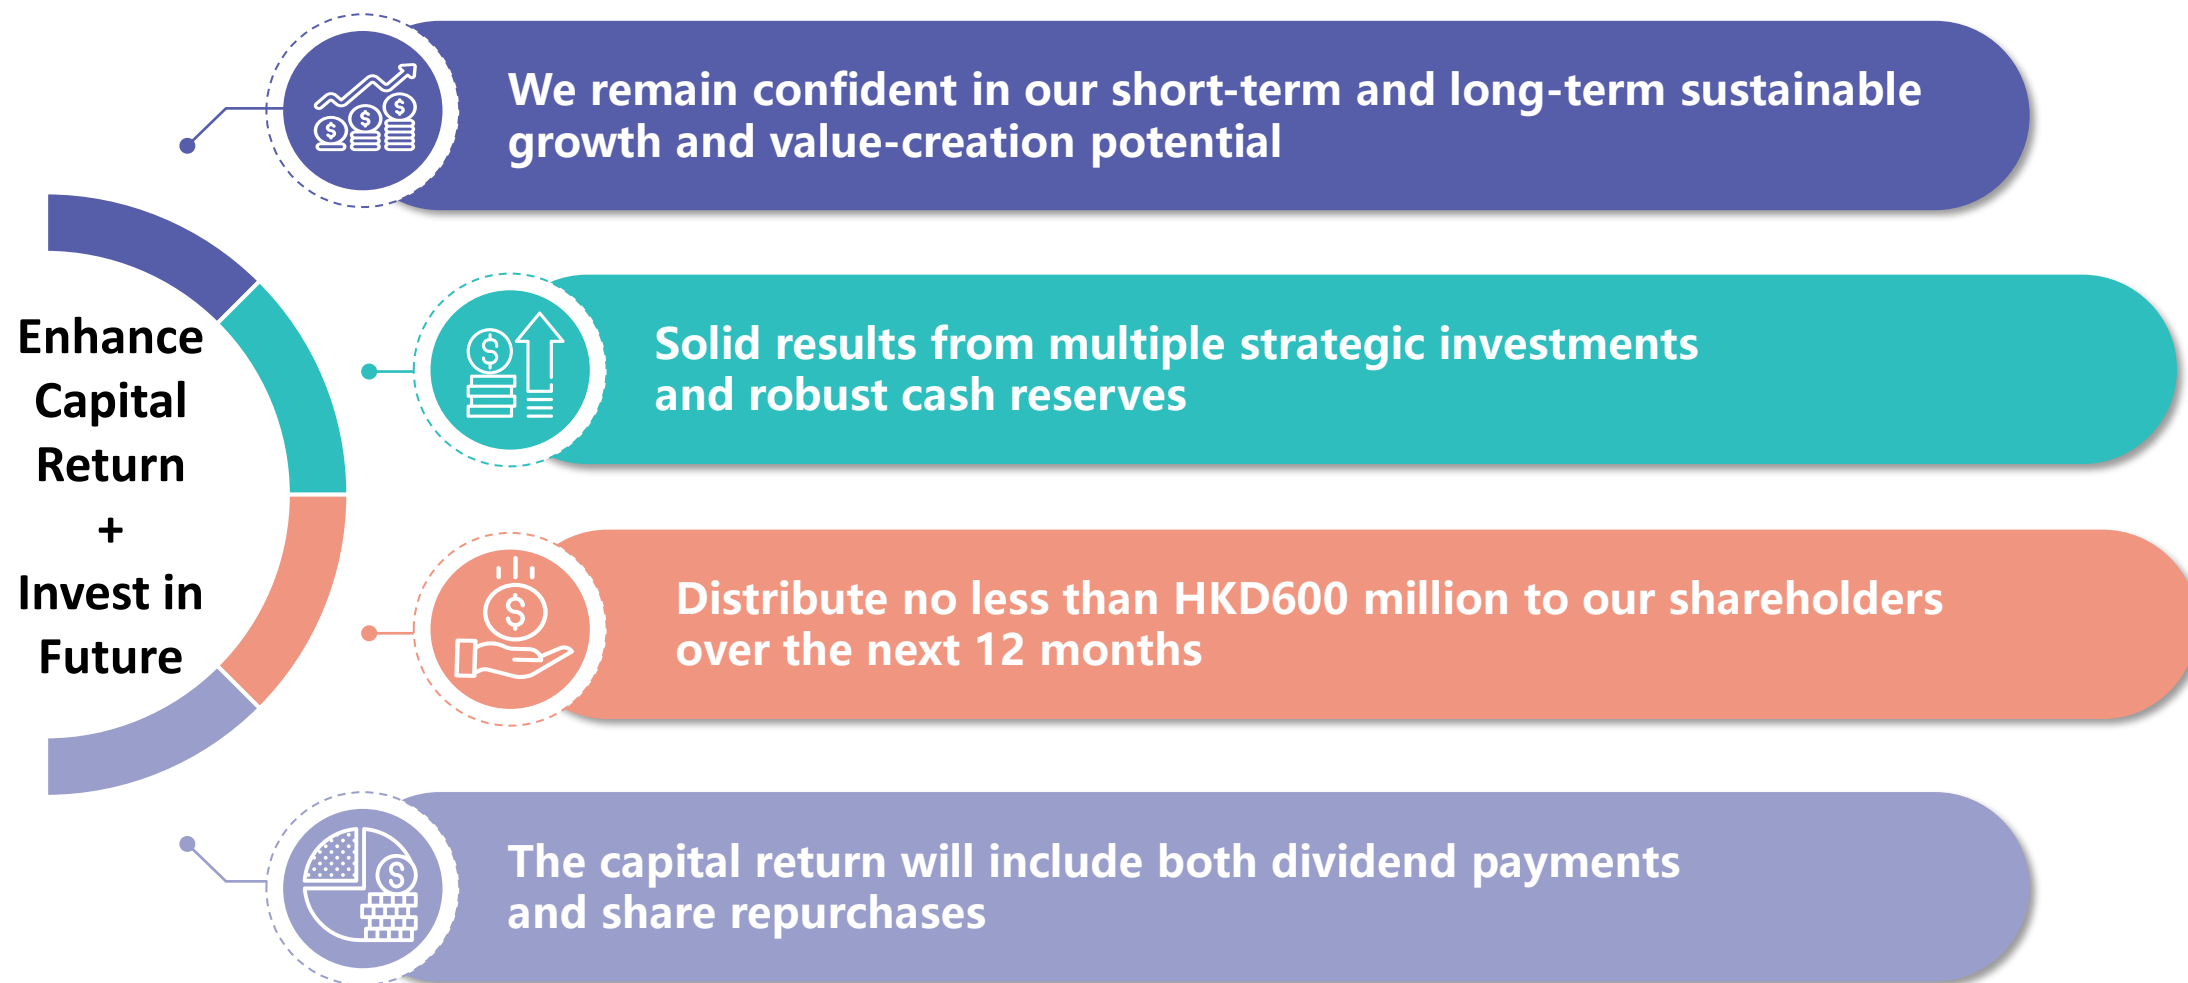 Enhance
Capital
Return
+
Invest in
Future
We remain confident in our short-term and long-term sustainable
growth and value-creation potential
Solid results from multiple strategic investments
and robust cash reserves
Distribute no less than HKD600 million to our shareholders
over the next 12 months
The capital return will include both dividend payments
and share repurchases